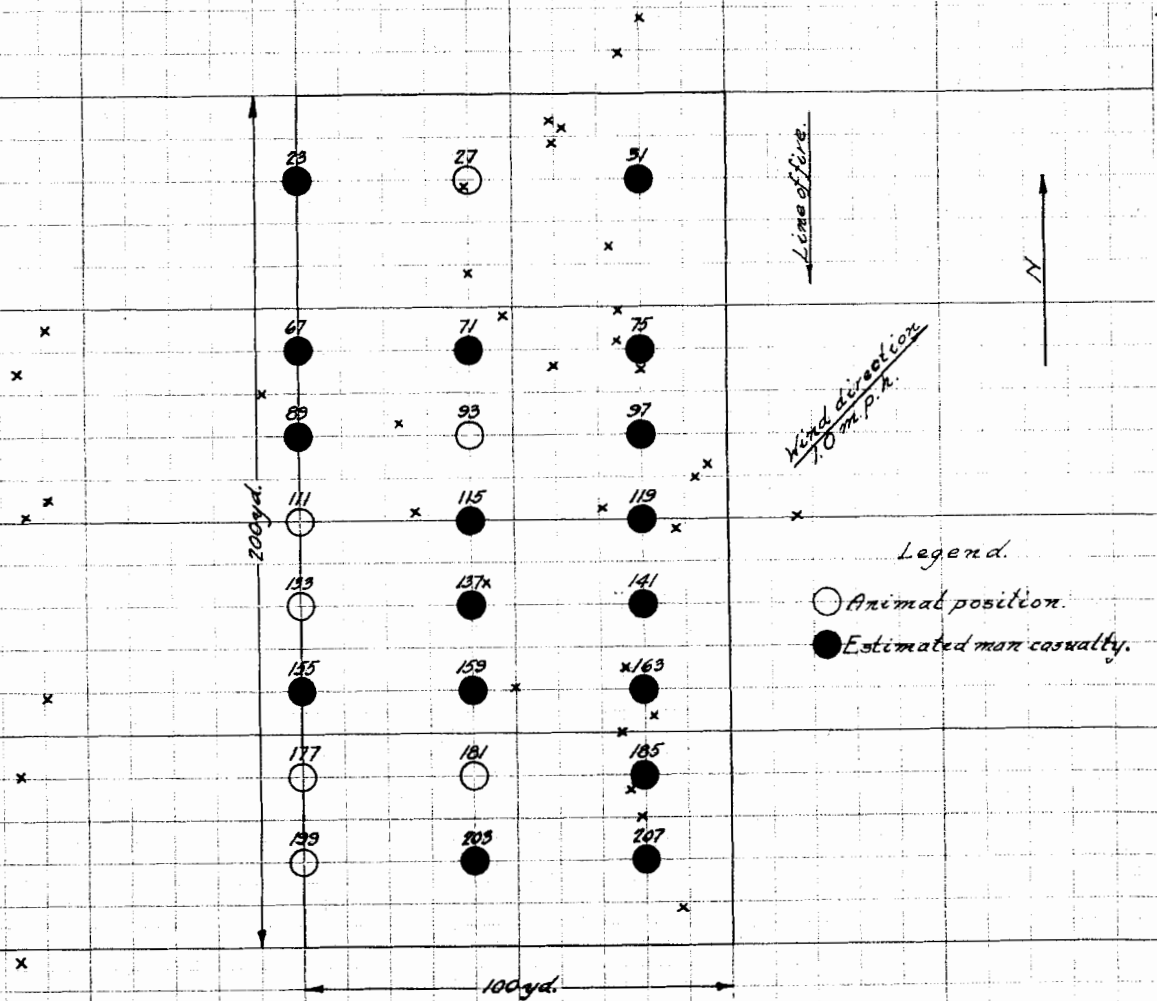 23 27 31
Line of fire.
N
67 71 75
Wind direction
1.0 m.p.h.
89 93 97
111 115 119
200 yd.
Legend.
133 137 141
Animal position.
Estimated man casualty.
155 159 163
177 181 185
199 203 207
100 yd.